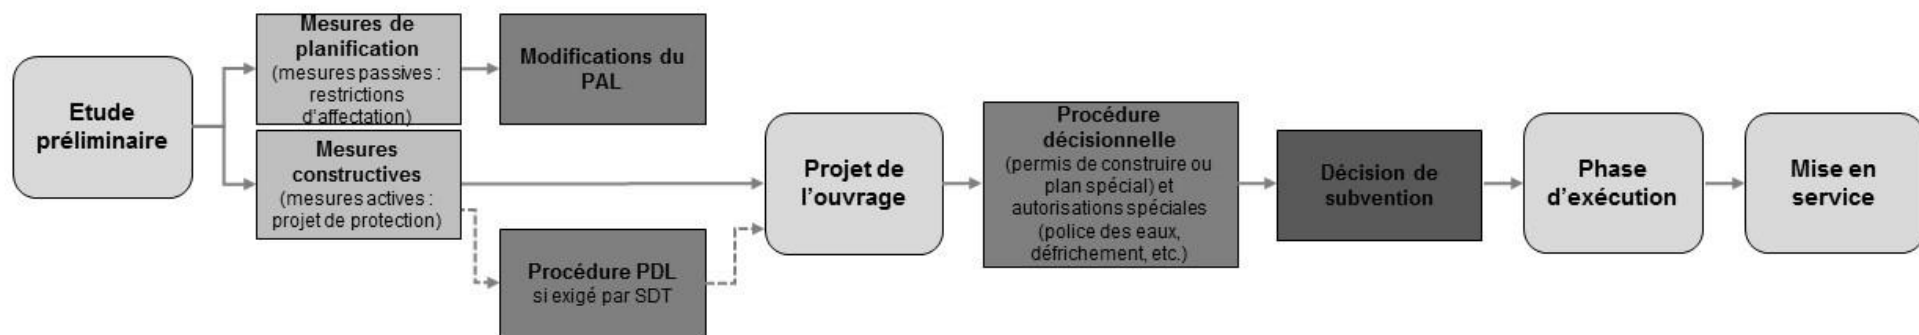 Etude
préliminaire
Mesures de
planification
(mesures passives :
restrictions
d’affectation)
Modifications du
PAL
Mesures
constructives
(mesures actives :
projet de protection)
Procédure PDL
si exigé par SDT
Projet de
l’ouvrage
Procédure
décisionnelle
(permis de construire ou
plan spécial) et
autorisations spéciales
(police des eaux,
défrichement, etc.)
Décision de
subvention
Phase
d’exécution
Mise en
service